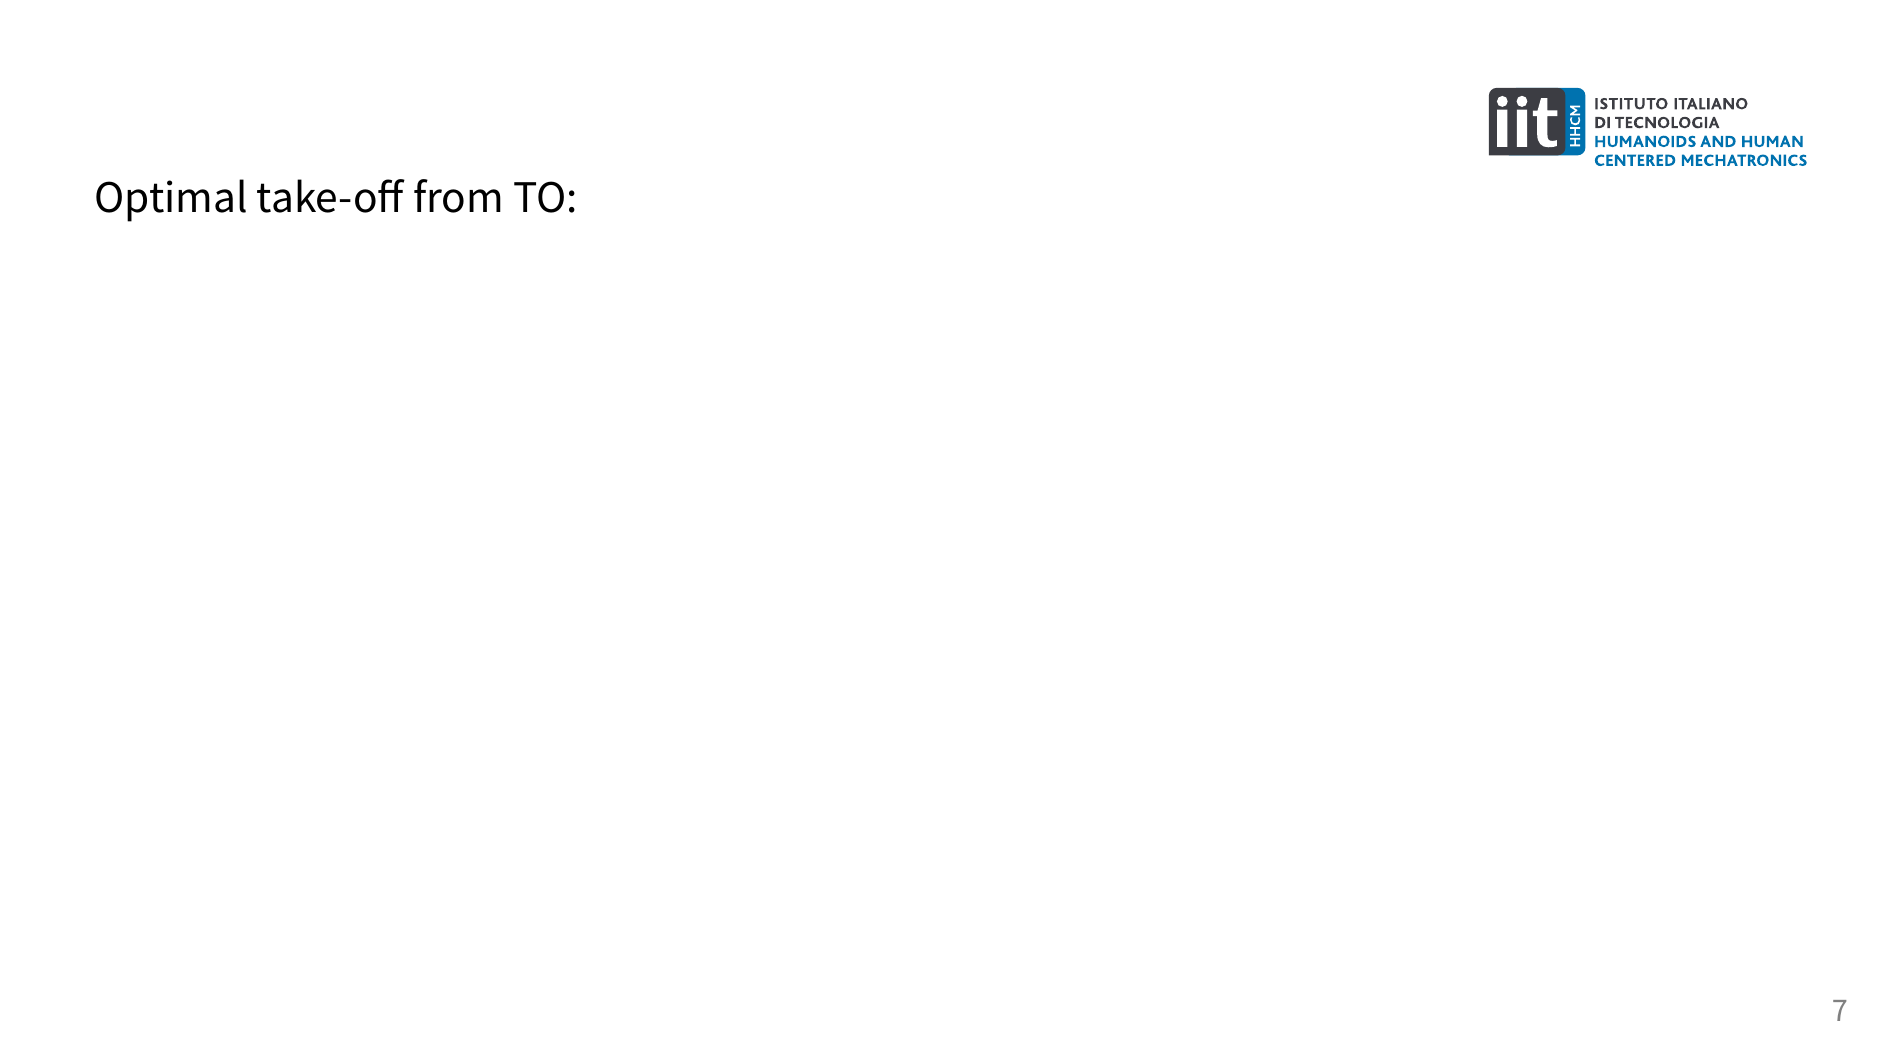 iit
HHCM
ISTITUTO ITALIANO
DI TECNOLOGIA
HUMANOIDS AND HUMAN
CENTERED MECHATRONICS
Optimal take-off from TO:
7